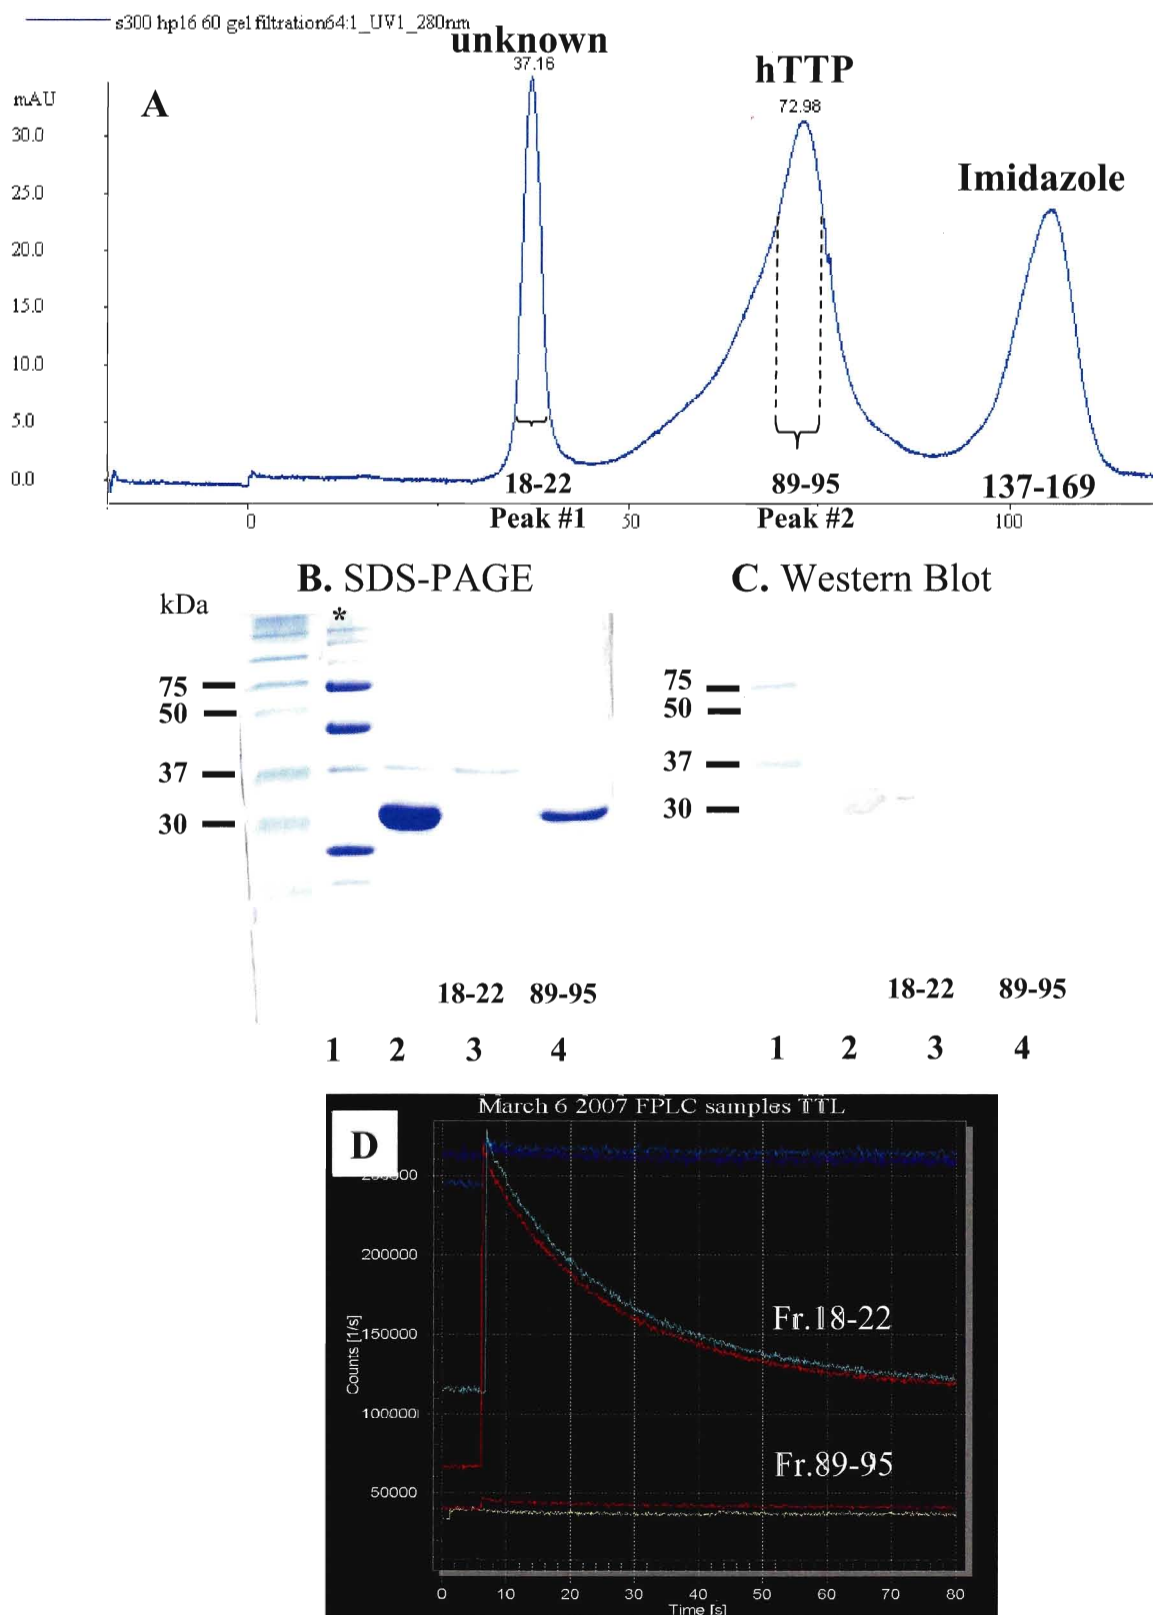 s300 hp16 60 gel filtration64:1_UV1_280nm
unknown
37.16
hTTP
72.98
mAU
A
30.0
Imidazole
25.0
20.0
15.0
10.0
5.0
0.0
18-22
89-95
137-169
0
Peak #1
50
Peak #2
100
B. SDS-PAGE
C. Western Blot
kDa
*
75
50
37
30
75
50
37
30
18-22 89-95
18-22 89-95
1 2 3 4
1 2 3 4
March 6 2007 FPLC samples TTL
D
200000
150000
100000
50000
Counts [1/s]
Fr.18-22
Fr.89-95
0 10 20 30 40 50 60 70 80
Time [s]